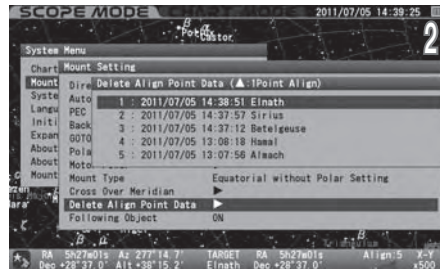 SCOPE MODE 2011/07/05 14:39:25
2
β α
Castor
System Menu
Chart Mount Setting
Mount Dire Delete Align Point Data (▲:1Point Align)
Syste Auto 1 : 2011/07/05 14:38:51 Elnath
Langu PEC 2 : 2011/07/05 14:37:57 Sirius
Initi Back 3 : 2011/07/05 14:37:12 Betelgeuse
Expan GOTO 4 : 2011/07/05 13:08:18 Hamal
About Pola 5 : 2011/07/05 13:07:56 Almach
About Moto
Mount Mount Type Equatorial without Polar Setting
Cross Over Meridian ▶
Delete Align Point Data ▶
Following Object ON
β α
RA 5h27m01s Az 277°14.7' TARGET RA 5h27m01s Align:5 X-Y
Dec +28°37.0' Alt +38°15.2' Elnath Dec +28°37.0' x500